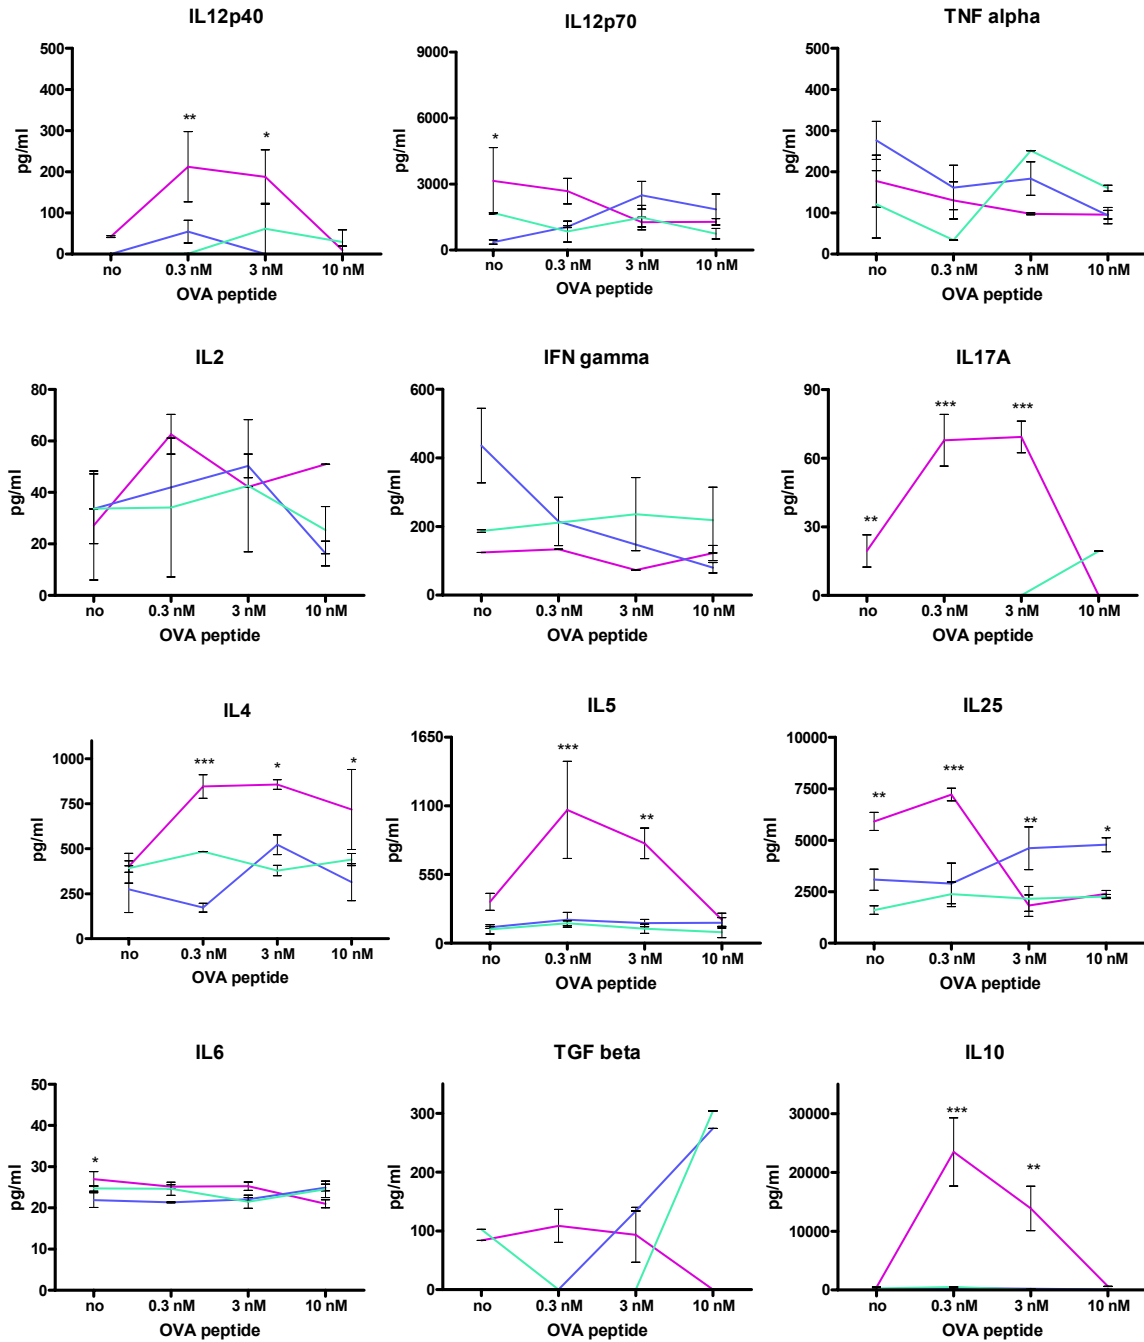 IL12p40
500
400
300
200
100
0
pg/ml
**
*
no 0.3 nM 3 nM 10 nM
OVA peptide
IL12p70
9000
6000
3000
0
pg/ml
*
no 0.3 nM 3 nM 10 nM
OVA peptide
TNF alpha
500
400
300
200
100
0
pg/ml
no 0.3 nM 3 nM 10 nM
OVA peptide
IL2
80
60
40
20
0
pg/ml
no 0.3 nM 3 nM 10 nM
OVA peptide
IFN gamma
600
400
200
0
pg/ml
no 0.3 nM 3 nM 10 nM
OVA peptide
IL17A
90
60
30
0
pg/ml
**
***
***
no 0.3 nM 3 nM 10 nM
OVA peptide
IL4
1000
750
500
250
0
pg/ml
***
*
*
no 0.3 nM 3 nM 10 nM
OVA peptide
IL5
1650
1100
550
0
pg/ml
***
**
no 0.3 nM 3 nM 10 nM
OVA peptide
IL25
10000
7500
5000
2500
0
pg/ml
**
***
**
*
no 0.3 nM 3 nM 10 nM
OVA peptide
IL6
50
40
30
20
10
0
pg/ml
*
no 0.3 nM 3 nM 10 nM
OVA peptide
TGF beta
300
200
100
0
pg/ml
no 0.3 nM 3 nM 10 nM
OVA peptide
IL10
30000
20000
10000
0
pg/ml
***
**
no 0.3 nM 3 nM 10 nM
OVA peptide